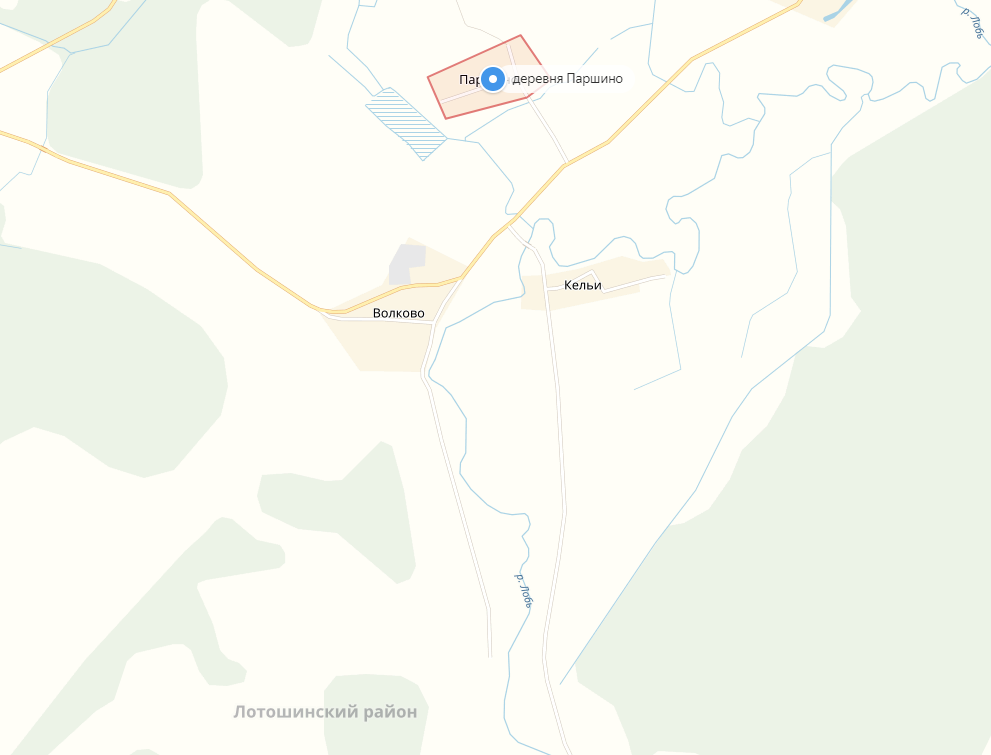 р. Лобь
Пар
деревня Паршино
Кельи
Волково
р. Лобь
Лотошинский район